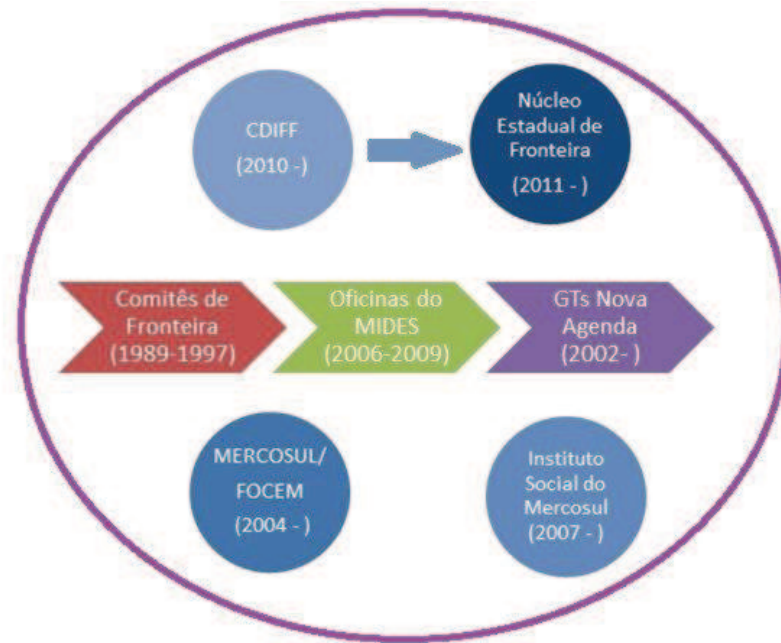 CDIFF
(2010 -)
Núcleo
Estadual de
Fronteira
(2011 - )
Comitês de
Fronteira
(1989-1997)
Oficinas do
MIDES
(2006-2009)
GTs Nova
Agenda
(2002- )
MERCOSUL/
FOCEM
(2004 - )
Instituto
Social do
Mercosul
(2007 - )